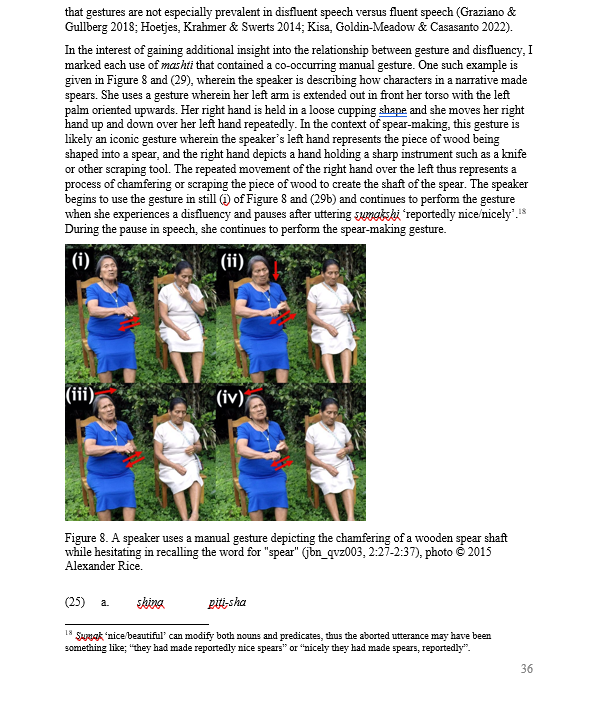 that gestures are not especially prevalent in disfluent speech versus fluent speech (Graziano &
Gullberg 2018; Hoetjes, Krahmer & Swerts 2014; Kisa, Goldin-Meadow & Casasanto 2022).
In the interest of gaining additional insight into the relationship between gesture and disfluency, I
marked each use of mashti that contained a co-occurring manual gesture. One such example is
given in Figure 8 and (29), wherein the speaker is describing how characters in a narrative made
spears. She uses a gesture wherein her left arm is extended out in front her torso with the left
palm oriented upwards. Her right hand is held in a loose cupping shape and she moves her right
hand up and down over her left hand repeatedly. In the context of spear-making, this gesture is
likely an iconic gesture wherein the speaker's left hand represents the piece of wood being
shaped into a spear, and the right hand depicts a hand holding a sharp instrument such as a knife
or other scraping tool. The repeated movement of the right hand over the left thus represents a
process of chamfering or scraping the piece of wood to create the shaft of the spear. The speaker
begins to use the gesture in still (i) of Figure 8 and (29b) and continues to perform the gesture
when she experiences a disfluency and pauses after uttering sumakshi 'reportedly nice/nicely'.18
During the pause in speech, she continues to perform the spear-making gesture.
(i) (ii)
(iii) (iv)
Figure 8. A speaker uses a manual gesture depicting the chamfering of a wooden spear shaft
while hesitating in recalling the word for "spear" (jbn_qvz003, 2:27-2:37), photo © 2015
Alexander Rice.
(25) a. shina piti-sha
18 Sumak 'nice/beautiful' can modify both nouns and predicates, thus the aborted utterance may have been
something like; "they had made reportedly nice spears" or "nicely they had made spears, reportedly".
36